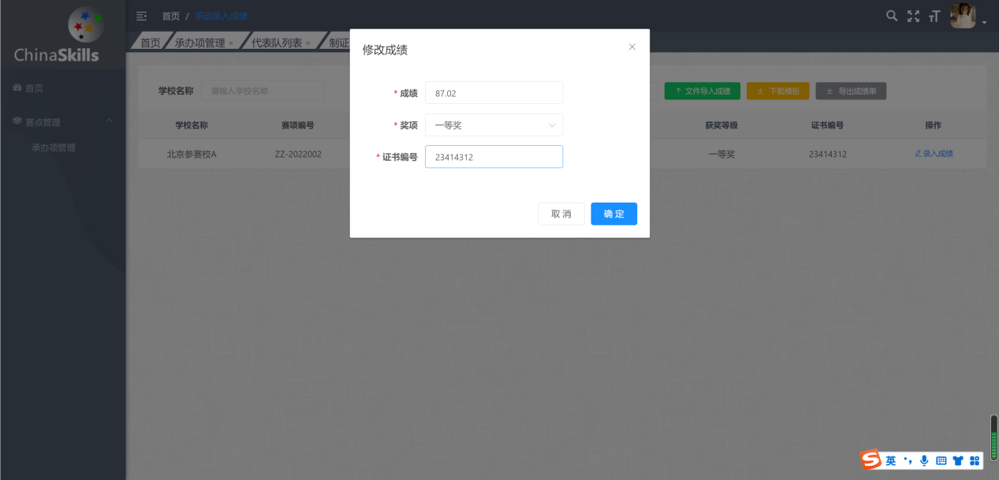 ChinaSkills
首页
赛点管理
承办项管理
首页 / 手动录入成绩
首页 承办项管理 × 代表队列表 × 制证
学校名称 请输入学校名称 文件导入成绩 下载模板 导出成绩单
学校名称 赛项编号 获奖等级 证书编号 操作
北京参赛校A ZZ-2022002 一等奖 23414312 录入成绩
修改成绩 ×
* 成绩 87.02
* 奖项 一等奖
* 证书编号 23414312
取 消 确 定
英